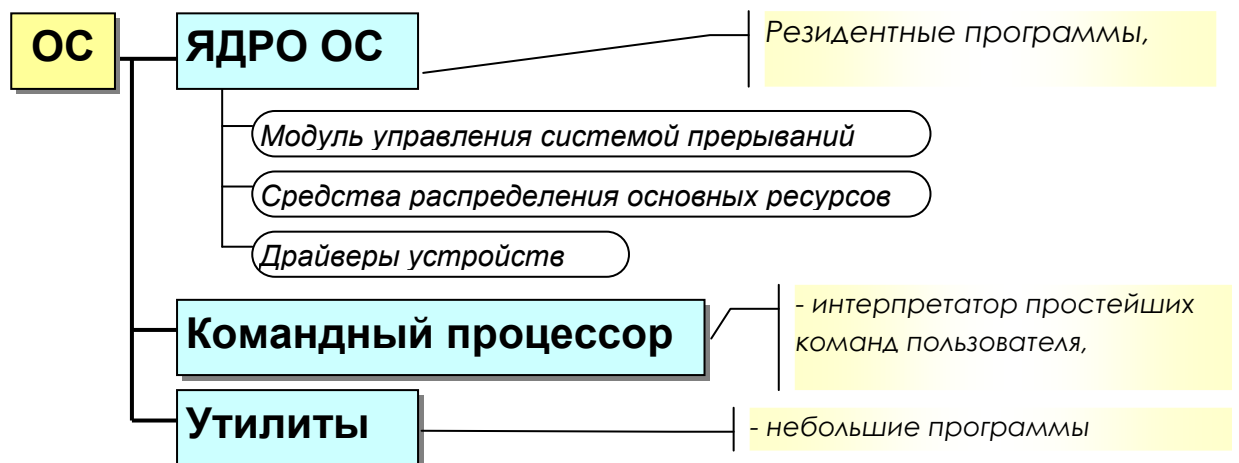 ОС
ЯДРО ОС
Резидентные программы,
Модуль управления системой прерываний
Средства распределения основных ресурсов
Драйверы устройств
Командный процессор
- интерпретатор простейших
команд пользователя,
Утилиты
- небольшие программы